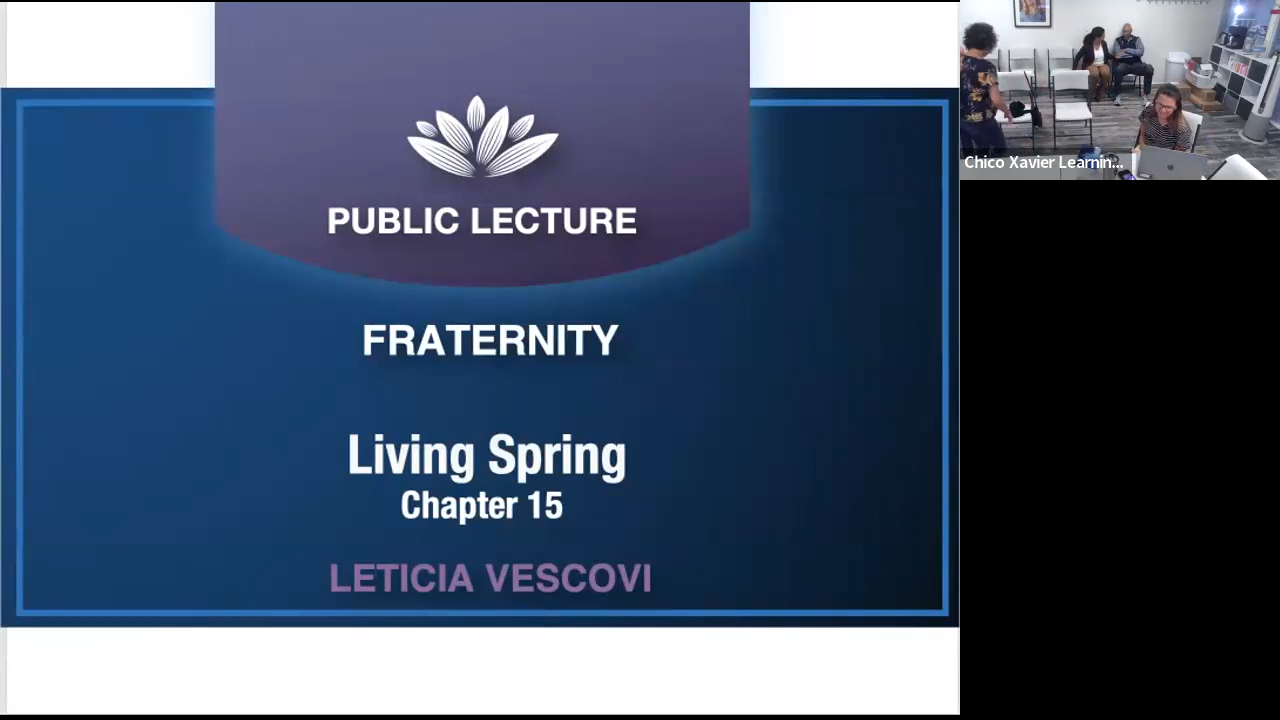 PUBLIC LECTURE
FRATERNITY
Living Spring
Chapter 15
LETICIA VESCOVI
Chico Xavier Learnin...